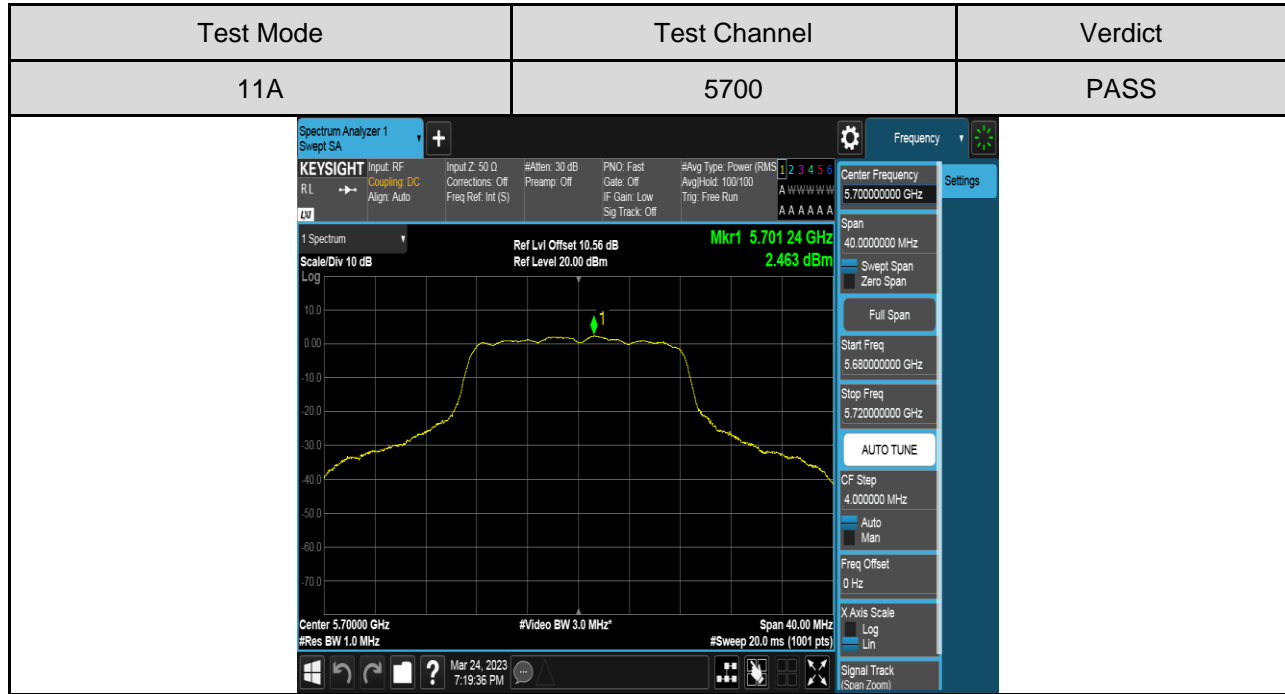 Test Mode Test Channel Verdict
11A 5700 PASS
Spectrum Analyzer 1
Swept SA
+
Frequency
KEYSIGHT
RL
LXI
Input: RF
Coupling: DC
Align: Auto
Input Z: 50 Ω
Corrections: Off
Freq Ref: Int (S)
#Atten: 30 dB
Preamp: Off
PNO: Fast
Gate: Off
IF Gain: Low
Sig Track: Off
#Avg Type: Power (RMS
Avg|Hold: 100/100
Trig: Free Run
1 2 3 4 5 6
A W W W W W
A A A A A A
1 Spectrum
Scale/Div 10 dB
Log
Ref Lvl Offset 10.56 dB
Ref Level 20.00 dBm
Mkr1 5.701 24 GHz
2.463 dBm
1
10.0
0.00
-10.0
-20.0
-30.0
-40.0
-50.0
-60.0
-70.0
Center 5.70000 GHz
#Res BW 1.0 MHz
#Video BW 3.0 MHz*
Span 40.00 MHz
#Sweep 20.0 ms (1001 pts)
?
Mar 24, 2023
7:19:36 PM
Center Frequency
5.700000000 GHz
Settings
Span
40.0000000 MHz
Swept Span
Zero Span
Full Span
Start Freq
5.680000000 GHz
Stop Freq
5.720000000 GHz
AUTO TUNE
CF Step
4.000000 MHz
Auto
Man
Freq Offset
0 Hz
X Axis Scale
Log
Lin
Signal Track
(Span Zoom)